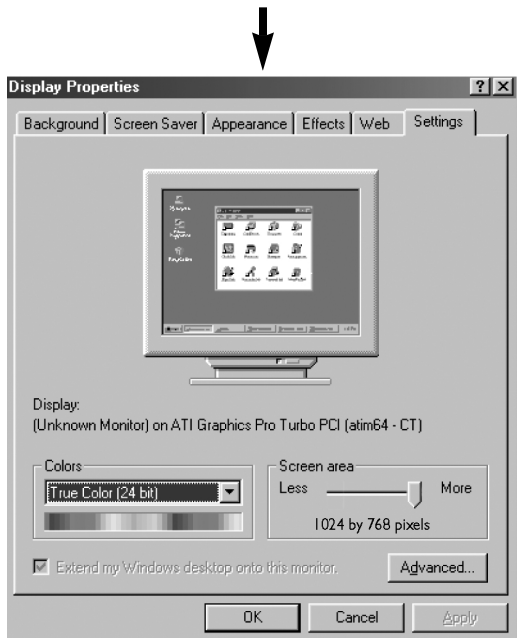 Display Properties
Background Screen Saver Appearance Effects Web Settings
Display:
(Unknown Monitor) on ATI Graphics Pro Turbo PCI (atim64 - CT)
Colors
True Color (24 bit)
Screen area
Less More
1024 by 768 pixels
Extend my Windows desktop onto this monitor.
Advanced...
OK Cancel Apply